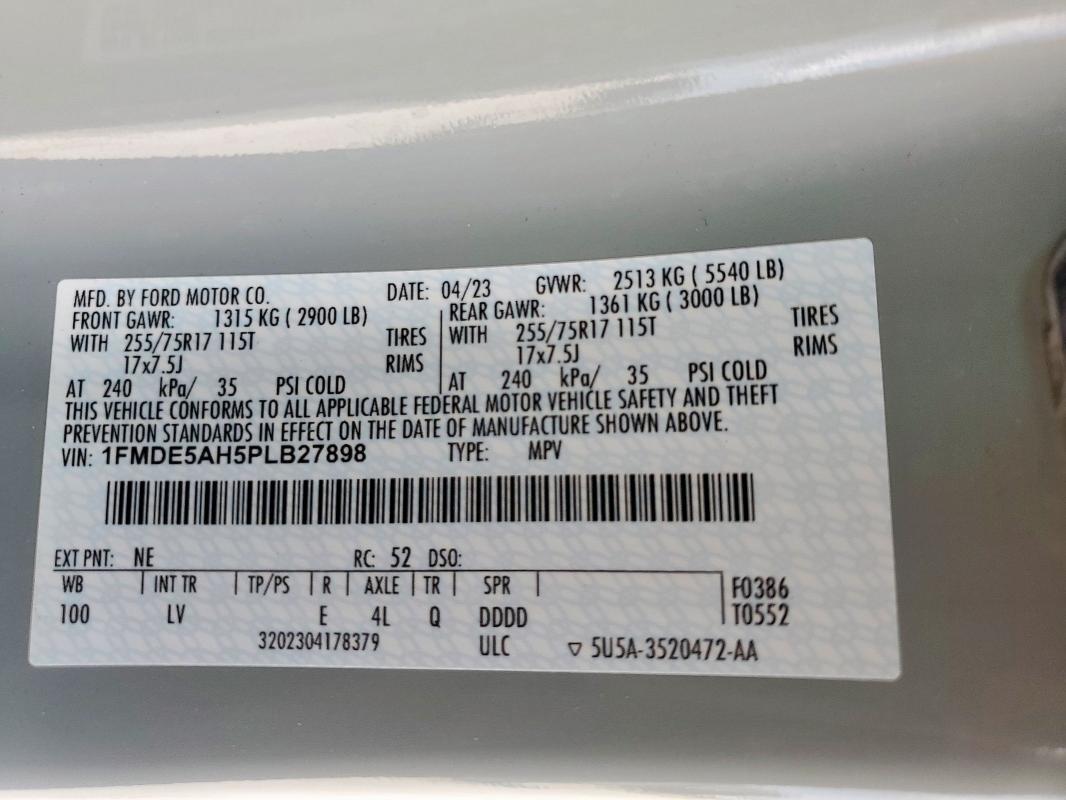 MFD. BY FORD MOTOR CO. DATE: 04/23 GVWR: 2513 KG ( 5540 LB)
FRONT GAWR: 1315 KG ( 2900 LB) REAR GAWR: 1361 KG ( 3000 LB)
WITH 255/75R17 115T TIRES WITH 255/75R17 115T TIRES
17x7.5J RIMS 17x7.5J RIMS
AT 240 kPa/ 35 PSI COLD AT 240 kPa/ 35 PSI COLD
THIS VEHICLE CONFORMS TO ALL APPLICABLE FEDERAL MOTOR VEHICLE SAFETY AND THEFT
PREVENTION STANDARDS IN EFFECT ON THE DATE OF MANUFACTURE SHOWN ABOVE.
VIN: 1FMDE5AH5PLB27898 TYPE: MPV
EXT PNT: NE RC: 52 DSO:
WB INT TR TP/PS R AXLE TR SPR F0386
100 LV E 4L Q DDDD T0552
3202304178379 ULC ▽ 5U5A-3520472-AA